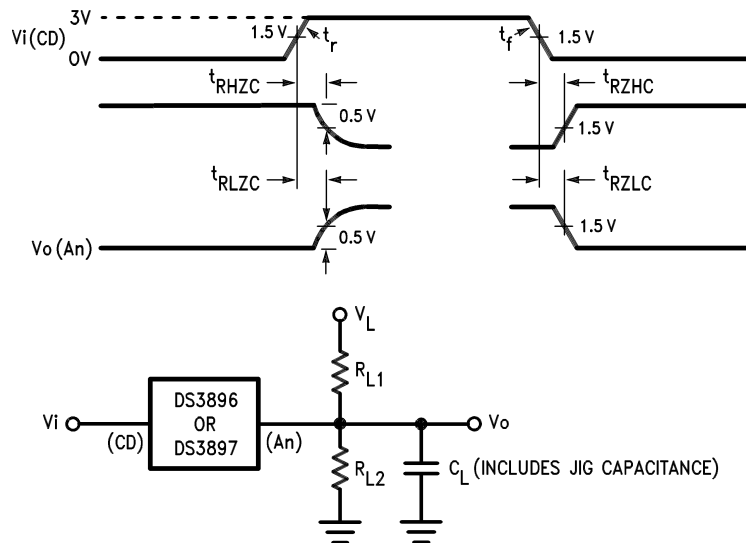 3V
Vi (CD)
1.5 V
tr
tf
1.5 V
0V
tRHZC
tRZHC
0.5 V
1.5 V
tRLZC
tRZLC
0.5 V
1.5 V
Vo (An)
VL
RL1
DS3896
OR
DS3897
Vi
(CD)
(An)
Vo
RL2
CL (INCLUDES JIG CAPACITANCE)